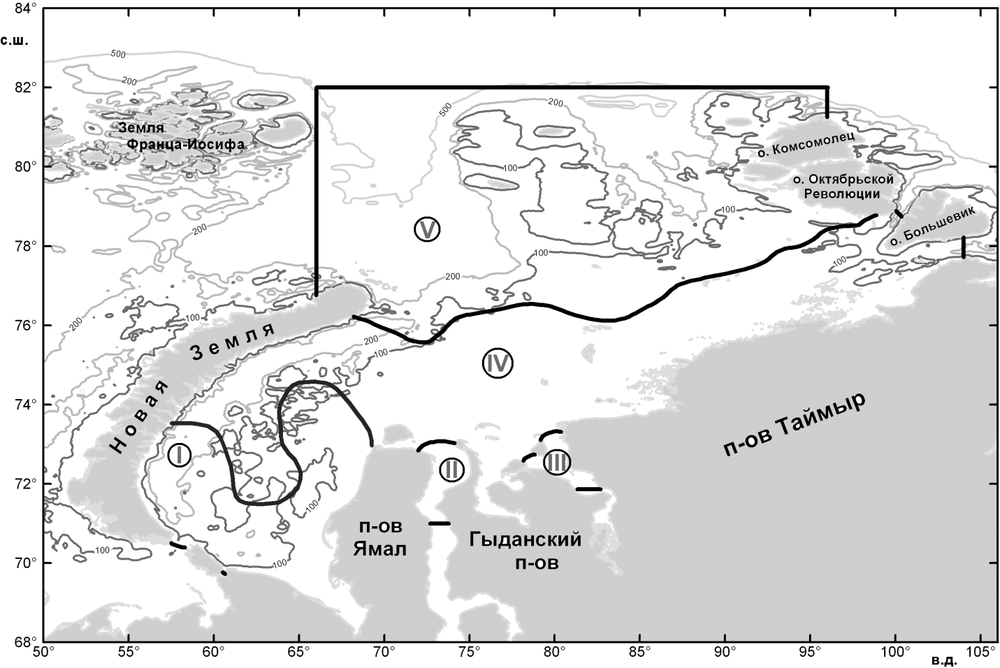 84°
с.ш.
500
200
82°
500
200
Земля
Франца-Иосифа
о. Комсомолец
80°
100
о. Октябрьской
Революции
100
200
V
о. Большевик
78°
100
100
200
76°
200
100
Земля
200
100
IV
74°
Новая
п-ов Таймыр
I
II
III
72°
100
п-ов
Ямал
Гыданский
п-ов
100
70°
100
68°
50°
55°
60°
65°
70°
75°
80°
85°
90°
95°
100°
105°
в.д.